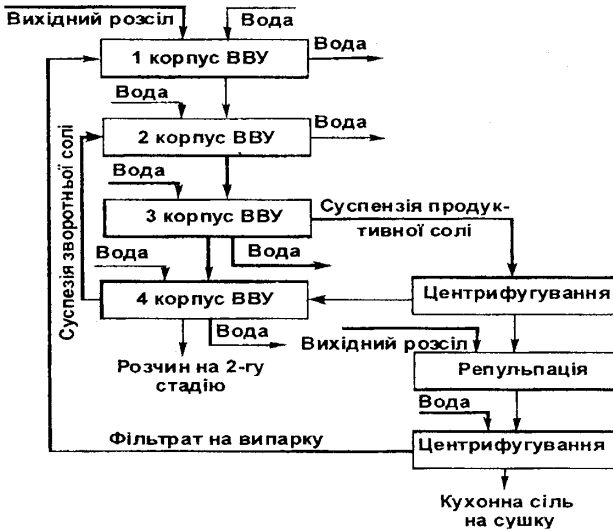 Вихідний розсіл
Вода
1 корпус ВВУ
Вода
Вода
2 корпус ВВУ
Вода
Вода
3 корпус ВВУ
Суспензія продук-
тивної солі
Вода
Вода
4 корпус ВВУ
Центрифугування
Вода
Вихідний розсіл
Розчин на 2-гу
стадію
Репульпація
Вода
Фільтрат на випарку
Центрифугування
Кухонна сіль
на сушку
Суспезія зворотньої солі